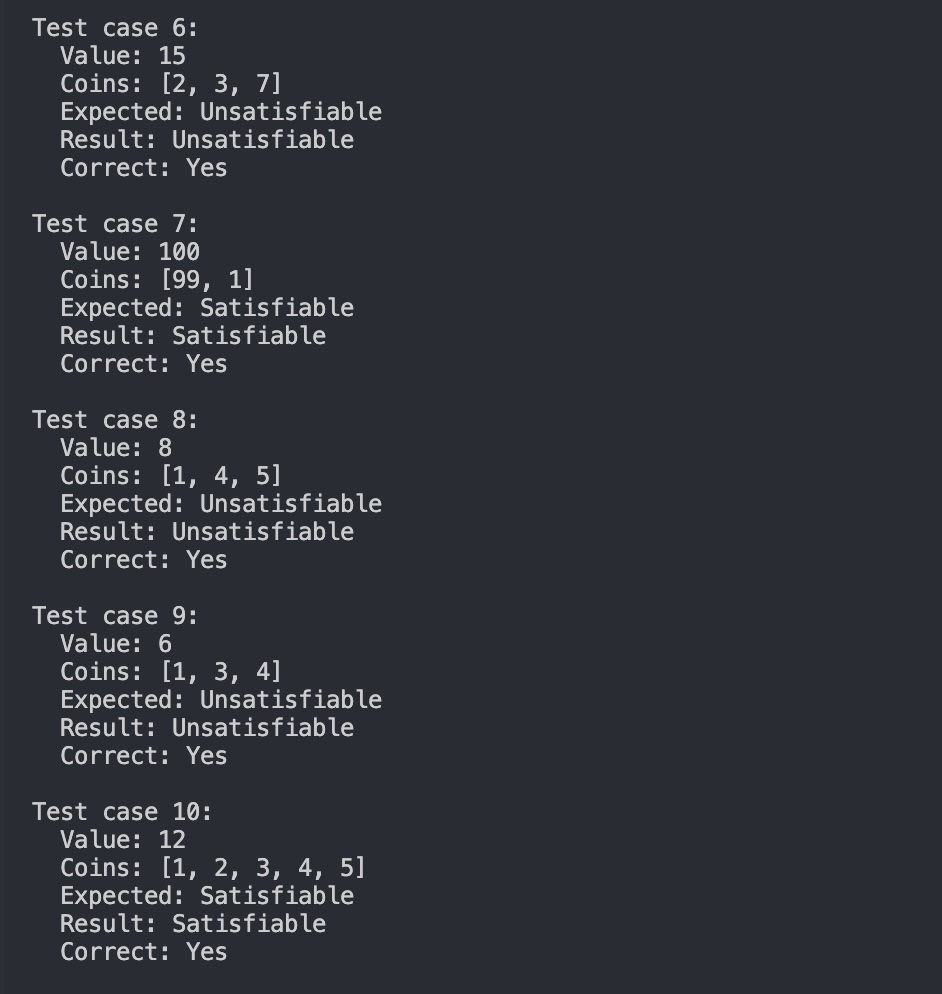 Test case 6:
Value: 15
Coins: [2, 3, 7]
Expected: Unsatisfiable
Result: Unsatisfiable
Correct: Yes
Test case 7:
Value: 100
Coins: [99, 1]
Expected: Satisfiable
Result: Satisfiable
Correct: Yes
Test case 8:
Value: 8
Coins: [1, 4, 5]
Expected: Unsatisfiable
Result: Unsatisfiable
Correct: Yes
Test case 9:
Value: 6
Coins: [1, 3, 4]
Expected: Unsatisfiable
Result: Unsatisfiable
Correct: Yes
Test case 10:
Value: 12
Coins: [1, 2, 3, 4, 5]
Expected: Satisfiable
Result: Satisfiable
Correct: Yes